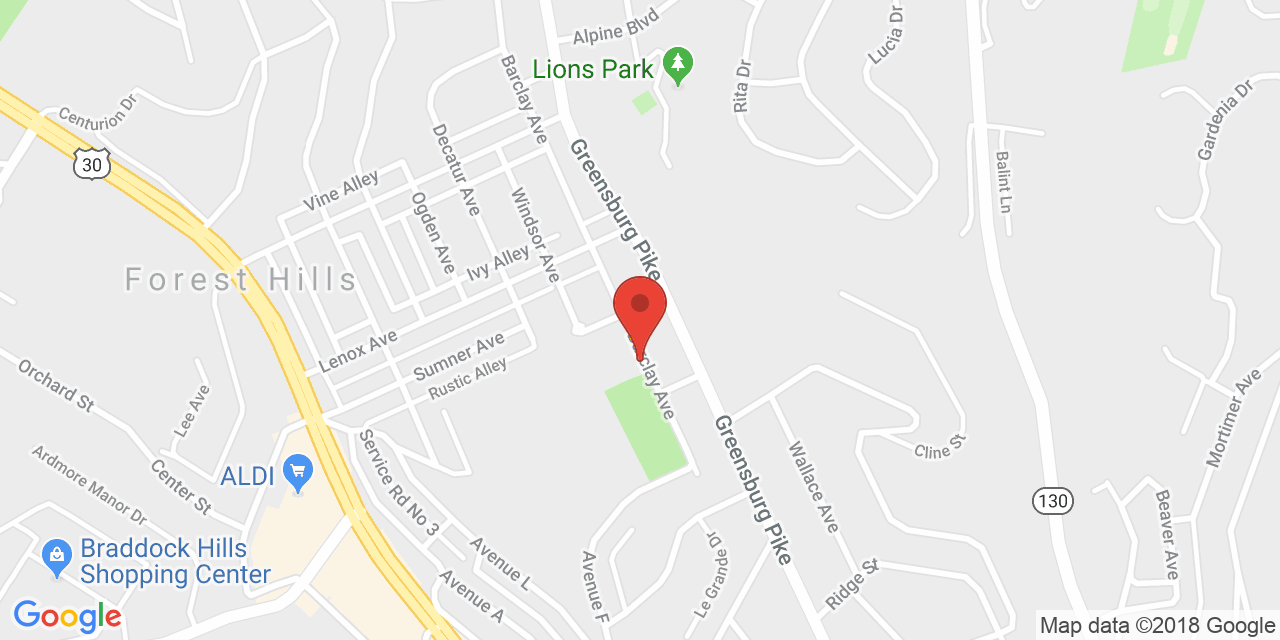 Alpine Blvd
Lucia Dr
Lions Park
Barclay Ave
Rita Dr
Centurion Dr
Gardenia Dr
30
Decatur Ave
Greensburg Pike
Balint Ln
Vine Alley
Ogden Ave
Windsor Ave
Ivy Alley
Forest Hills
Lenox Ave
Sumner Ave
Rustic Alley
Barclay Ave
Orchard St
Lee Ave
Mortimer Ave
Greensburg Pike
Cline St
Wallace Ave
Service Rd No 3
Center St
Ardmore Manor Dr
ALDI
130
Beaver Ave
Braddock Hills
Shopping Center
Avenue L
Avenue A
Avenue F
Le Grande Dr
Ridge St
Google
Map data ©2018 Google